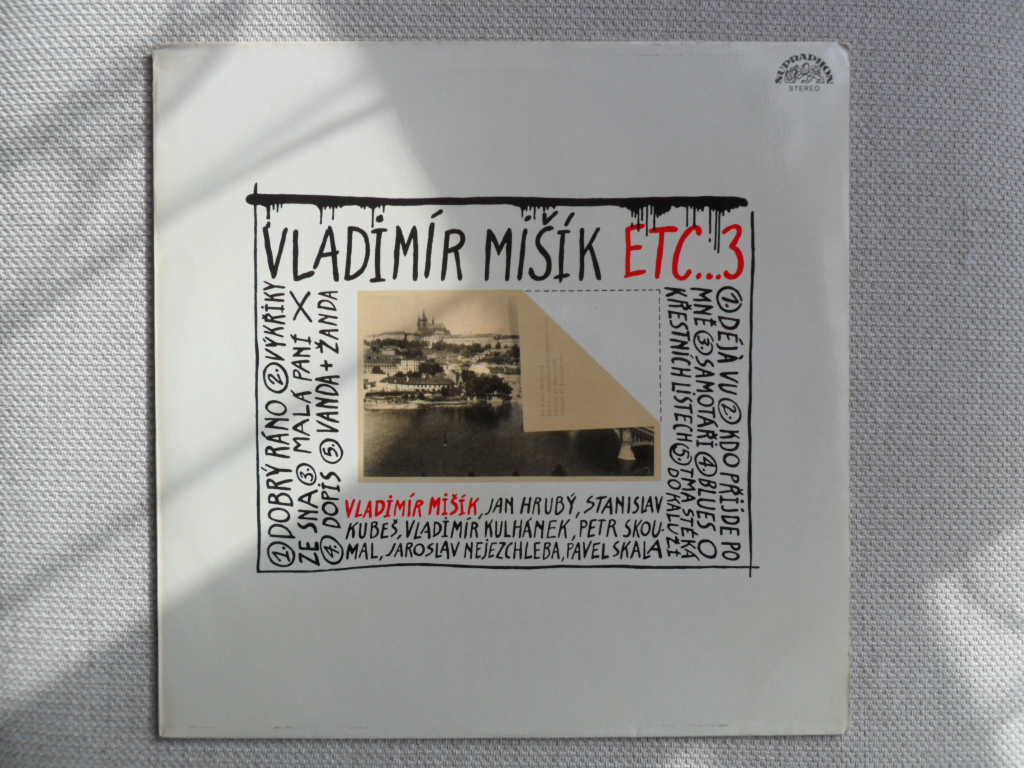 SUPRAPHON
STEREO
VLADIMÍR MIŠÍK ETC...3
① DOBRÝ RÁNO ② VÝKŘIKY
ZE SNÁ ③ MALÁ PANÍ X
④ DOPIS ⑤ VANDA + ŽANDA
① DÉJÀ VU ② KDO PŘIJDE PO
MNĚ ③ SAMOTÁŘI ④ BLUES O
KŘESTNÍCH LÍSTECH ⑤ TMA STÉKÁ DO KALUŽÍ
VLADIMÍR MIŠÍK, JAN HRUBÝ, STANISLAV
KUBEŠ, VLADIMÍR KULHÁNEK, PETR SKOU
MAL, JAROSLAV NEJEZCHLEBA, PAVEL SKALA